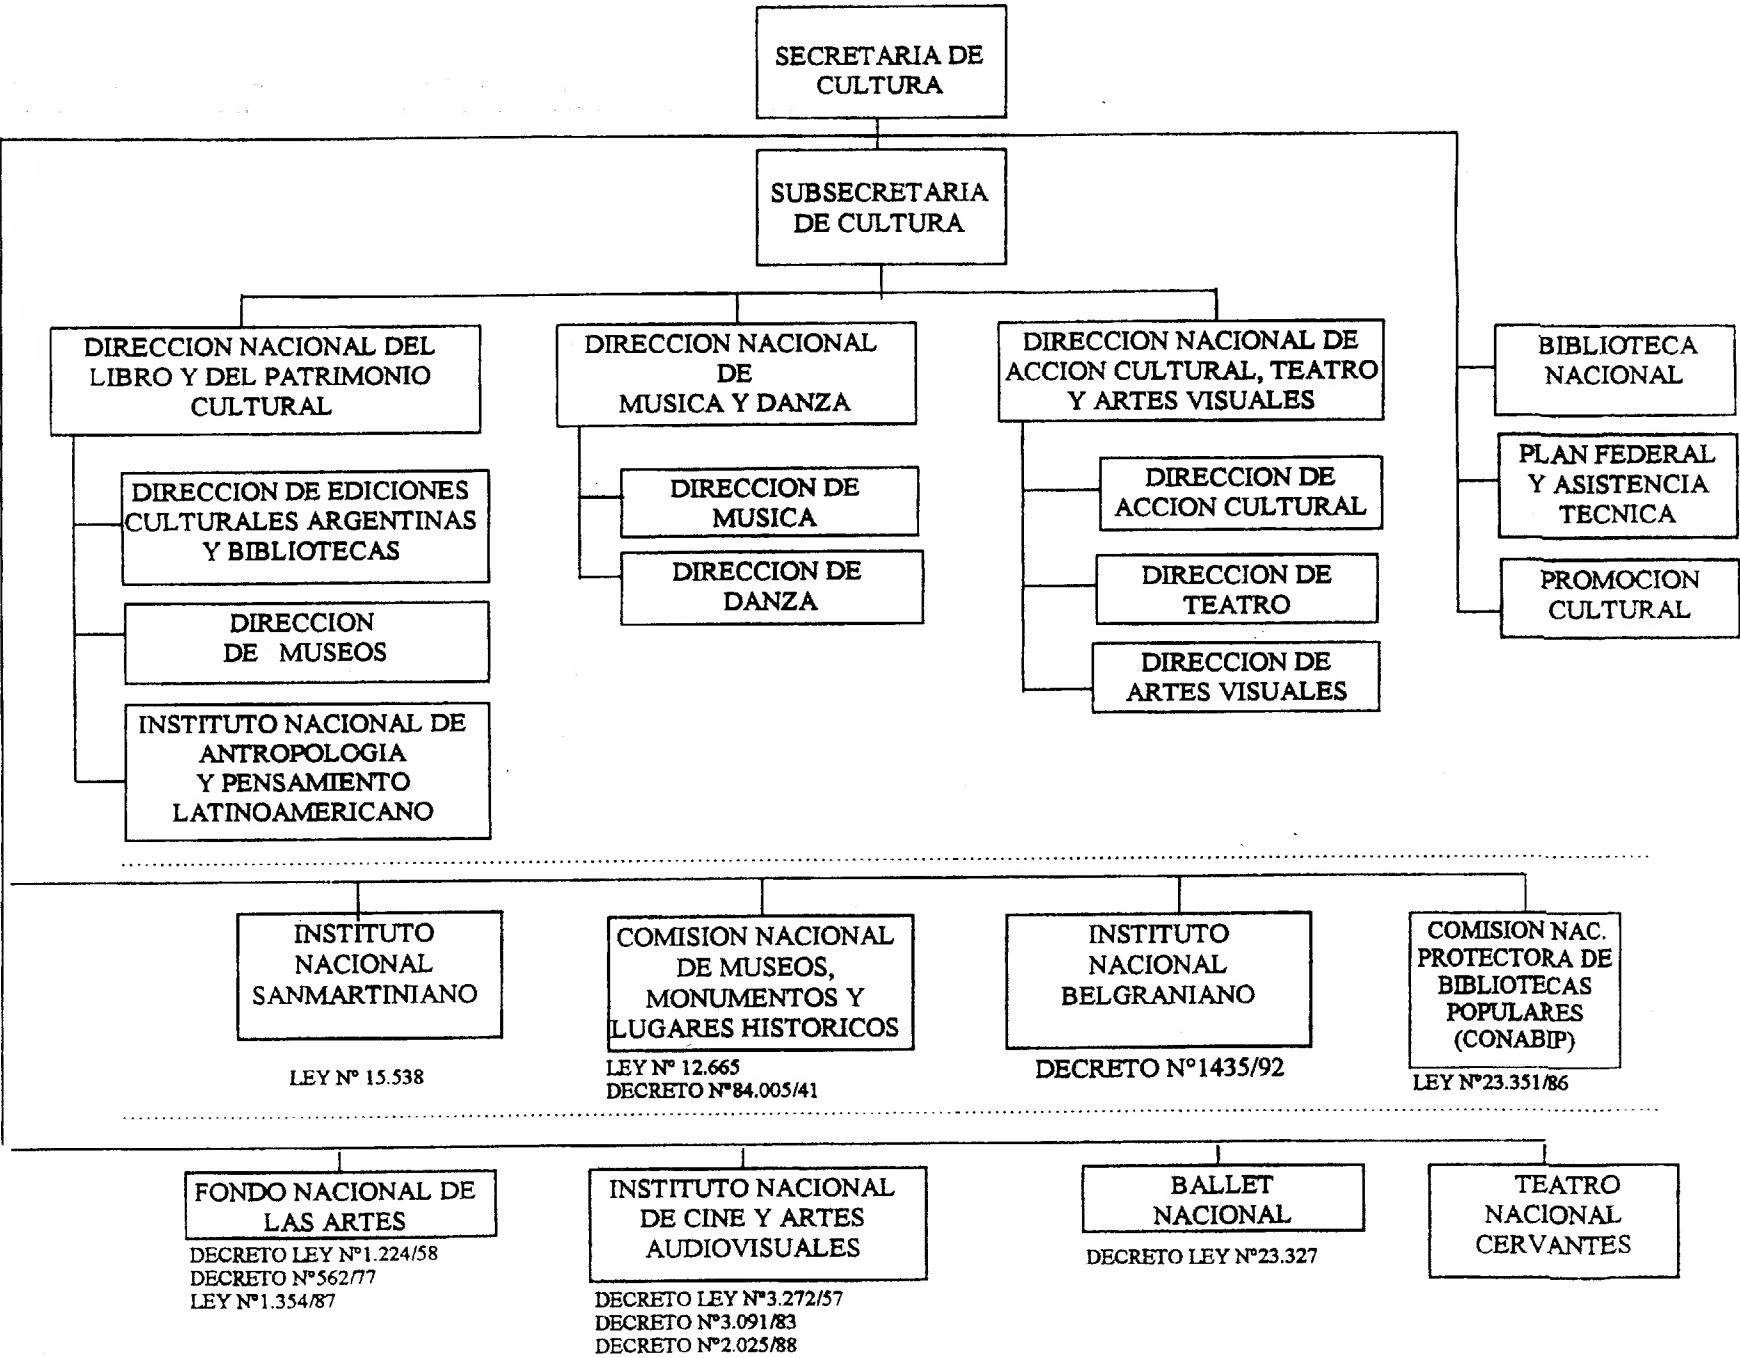 SECRETARIA DE
CULTURA
SUBSECRETARIA
DE CULTURA
DIRECCION NACIONAL DEL
LIBRO Y DEL PATRIMONIO
CULTURAL
DIRECCION DE EDICIONES
CULTURALES ARGENTINAS
Y BIBLIOTECAS
DIRECCION
DE MUSEOS
INSTITUTO NACIONAL DE
ANTROPOLOGIA
Y PENSAMIENTO
LATINOAMERICANO
DIRECCION NACIONAL
DE
MUSICA Y DANZA
DIRECCION DE
MUSICA
DIRECCION DE
DANZA
DIRECCION NACIONAL DE
ACCION CULTURAL, TEATRO
Y ARTES VISUALES
DIRECCION DE
ACCION CULTURAL
DIRECCION DE
TEATRO
DIRECCION DE
ARTES VISUALES
BIBLIOTECA
NACIONAL
PLAN FEDERAL
Y ASISTENCIA
TECNICA
PROMOCION
CULTURAL
INSTITUTO
NACIONAL
SANMARTINIANO
LEY Nº 15.538
COMISION NACIONAL
DE MUSEOS,
MONUMENTOS Y
LUGARES HISTORICOS
LEY Nº 12.665
DECRETO Nº84.005/41
INSTITUTO
NACIONAL
BELGRANIANO
DECRETO Nº1435/92
COMISION NAC.
PROTECTORA DE
BIBLIOTECAS
POPULARES
(CONABIP)
LEY Nº23.351/86
FONDO NACIONAL DE
LAS ARTES
DECRETO LEY Nº1.224/58
DECRETO Nº562/77
LEY Nº1.354/87
INSTITUTO NACIONAL
DE CINE Y ARTES
AUDIOVISUALES
DECRETO LEY Nº3.272/57
DECRETO Nº3.091/83
DECRETO Nº2.025/88
BALLET
NACIONAL
DECRETO LEY Nº23.327
TEATRO
NACIONAL
CERVANTES